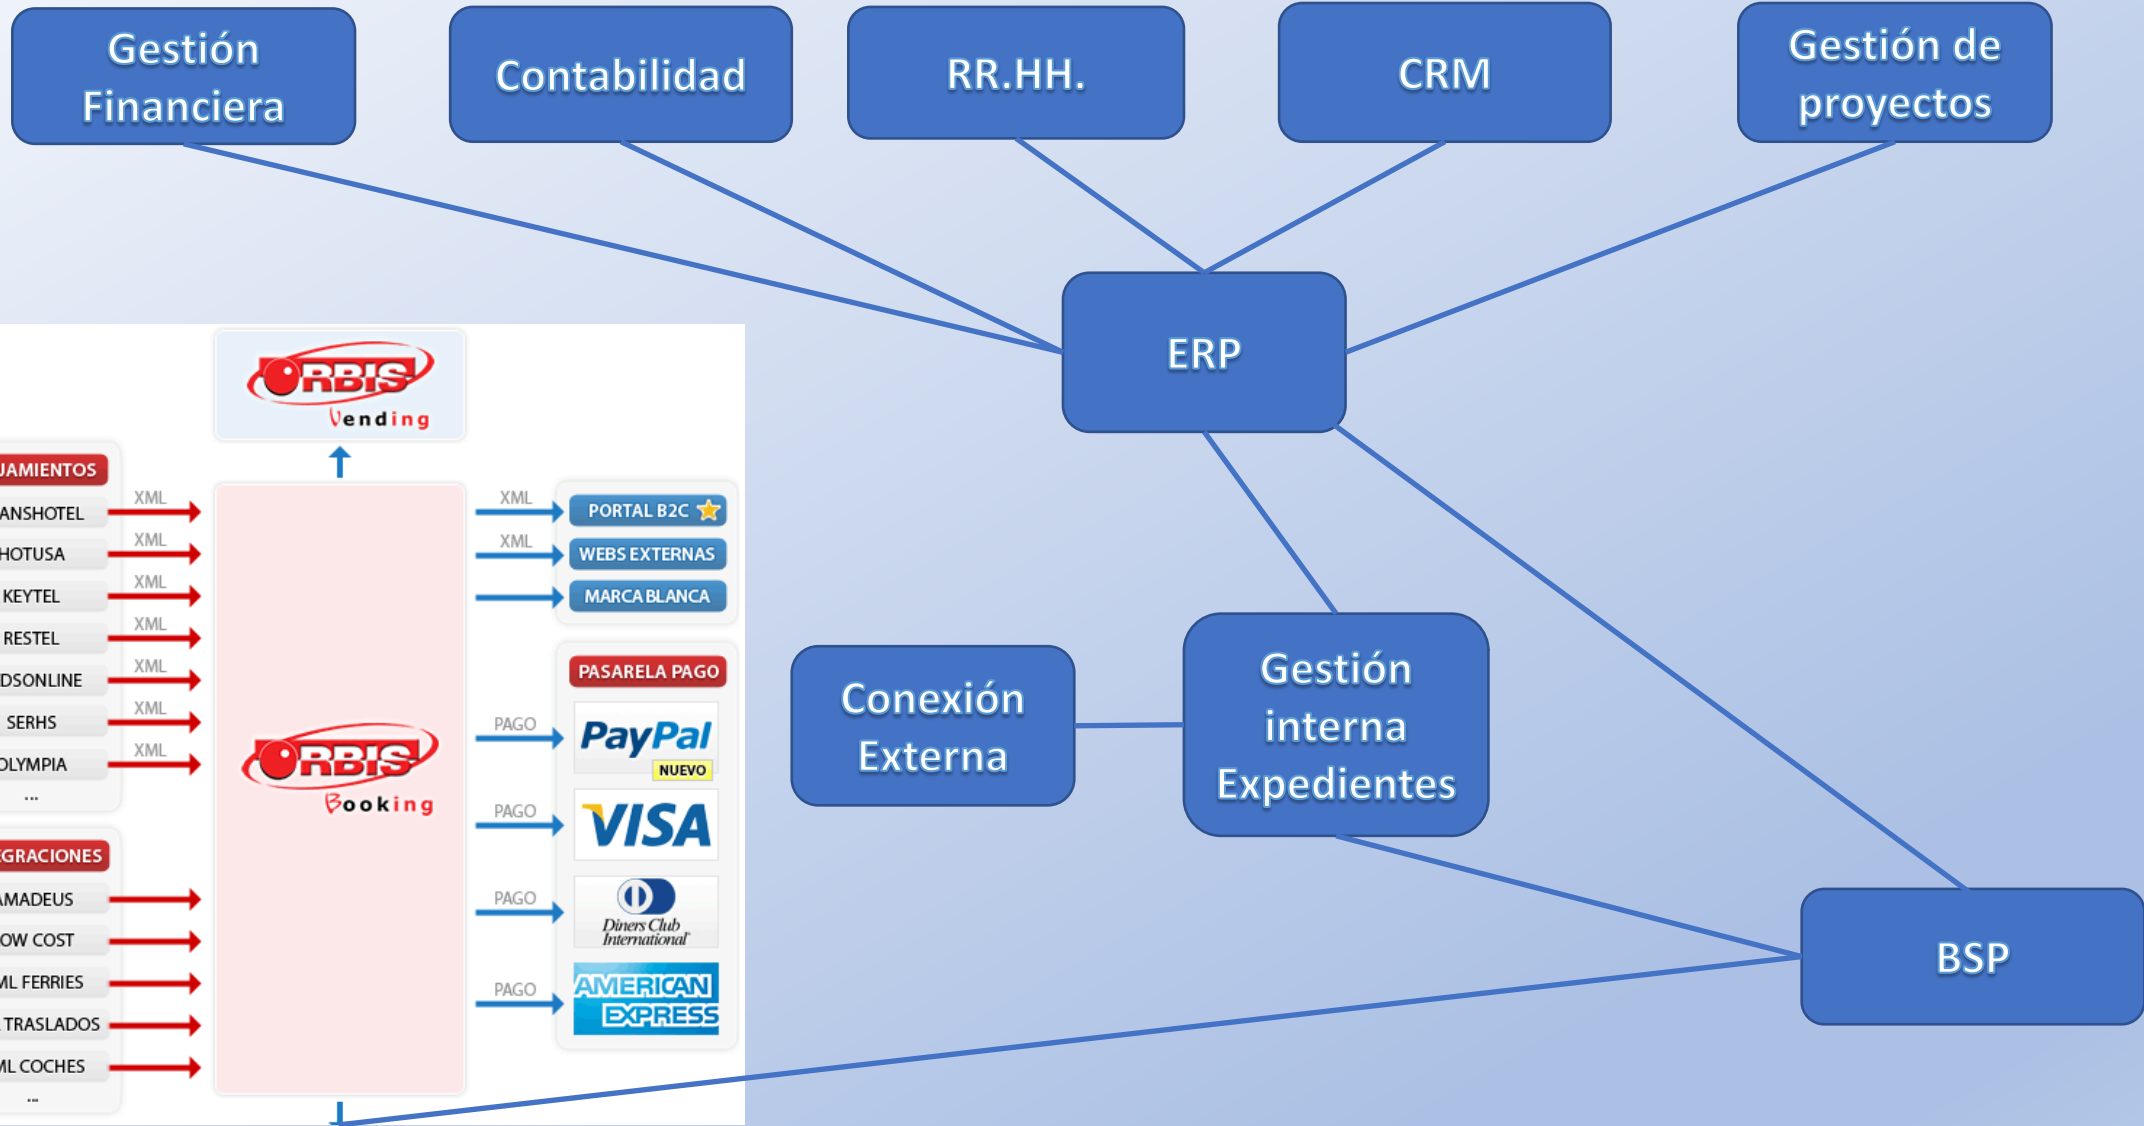 Gestión
Financiera
Contabilidad
RR.HH.
CRM
Gestión de
proyectos
ERP
Conexión
Externa
Gestión
interna
Expedientes
BSP
ORBIS
Vending
JAMIENTOS
ANSHOTEL
HOTUSA
KEYTEL
RESTEL
DSONLINE
SERHS
OLYMPIA
...
XML
XML
XML
XML
XML
XML
XML
EGRACIONES
AMADEUS
OW COST
ML FERRIES
TRASLADOS
ML COCHES
...
ORBIS
Booking
XML
XML
PORTAL B2C
WEBS EXTERNAS
MARCA BLANCA
PASARELA PAGO
PAGO
PayPal
NUEVO
PAGO
VISA
PAGO
Diners Club
International
PAGO
AMERICAN
EXPRESS